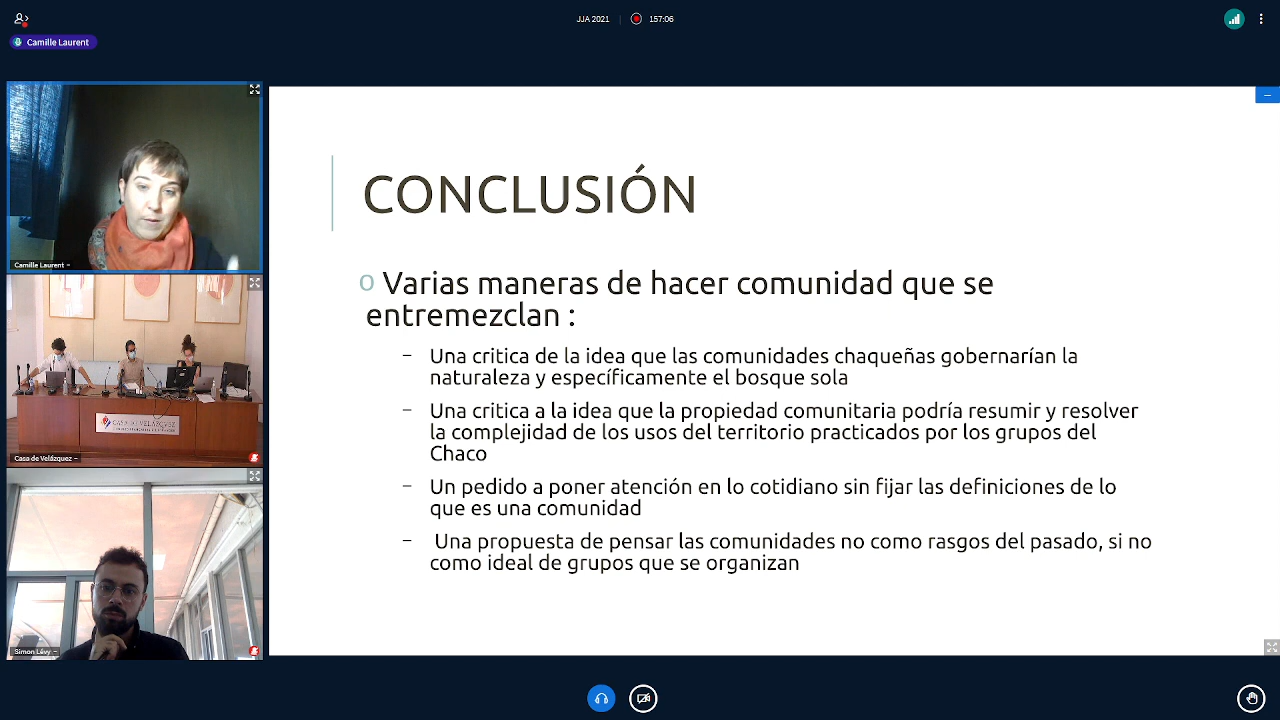 JJA 2021
157:06
Camille Laurent
Camille Laurent
CASA DE VELÁZQUEZ
Casa de Velázquez
Simon Lévy
CONCLUSIÓN
o Varias maneras de hacer comunidad que se
entremezclan :
– Una critica de la idea que las comunidades chaqueñas gobernarían la
naturaleza y específicamente el bosque sola
– Una critica a la idea que la propiedad comunitaria podría resumir y resolver
la complejidad de los usos del territorio practicados por los grupos del
Chaco
– Un pedido a poner atención en lo cotidiano sin fijar las definiciones de lo
que es una comunidad
– Una propuesta de pensar las comunidades no como rasgos del pasado, si no
como ideal de grupos que se organizan